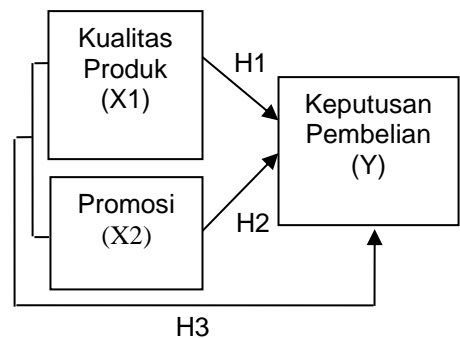 Kualitas
Produk
(X1)
H1
Keputusan
Pembelian
(Y)
Promosi
(X2)
H2
H3